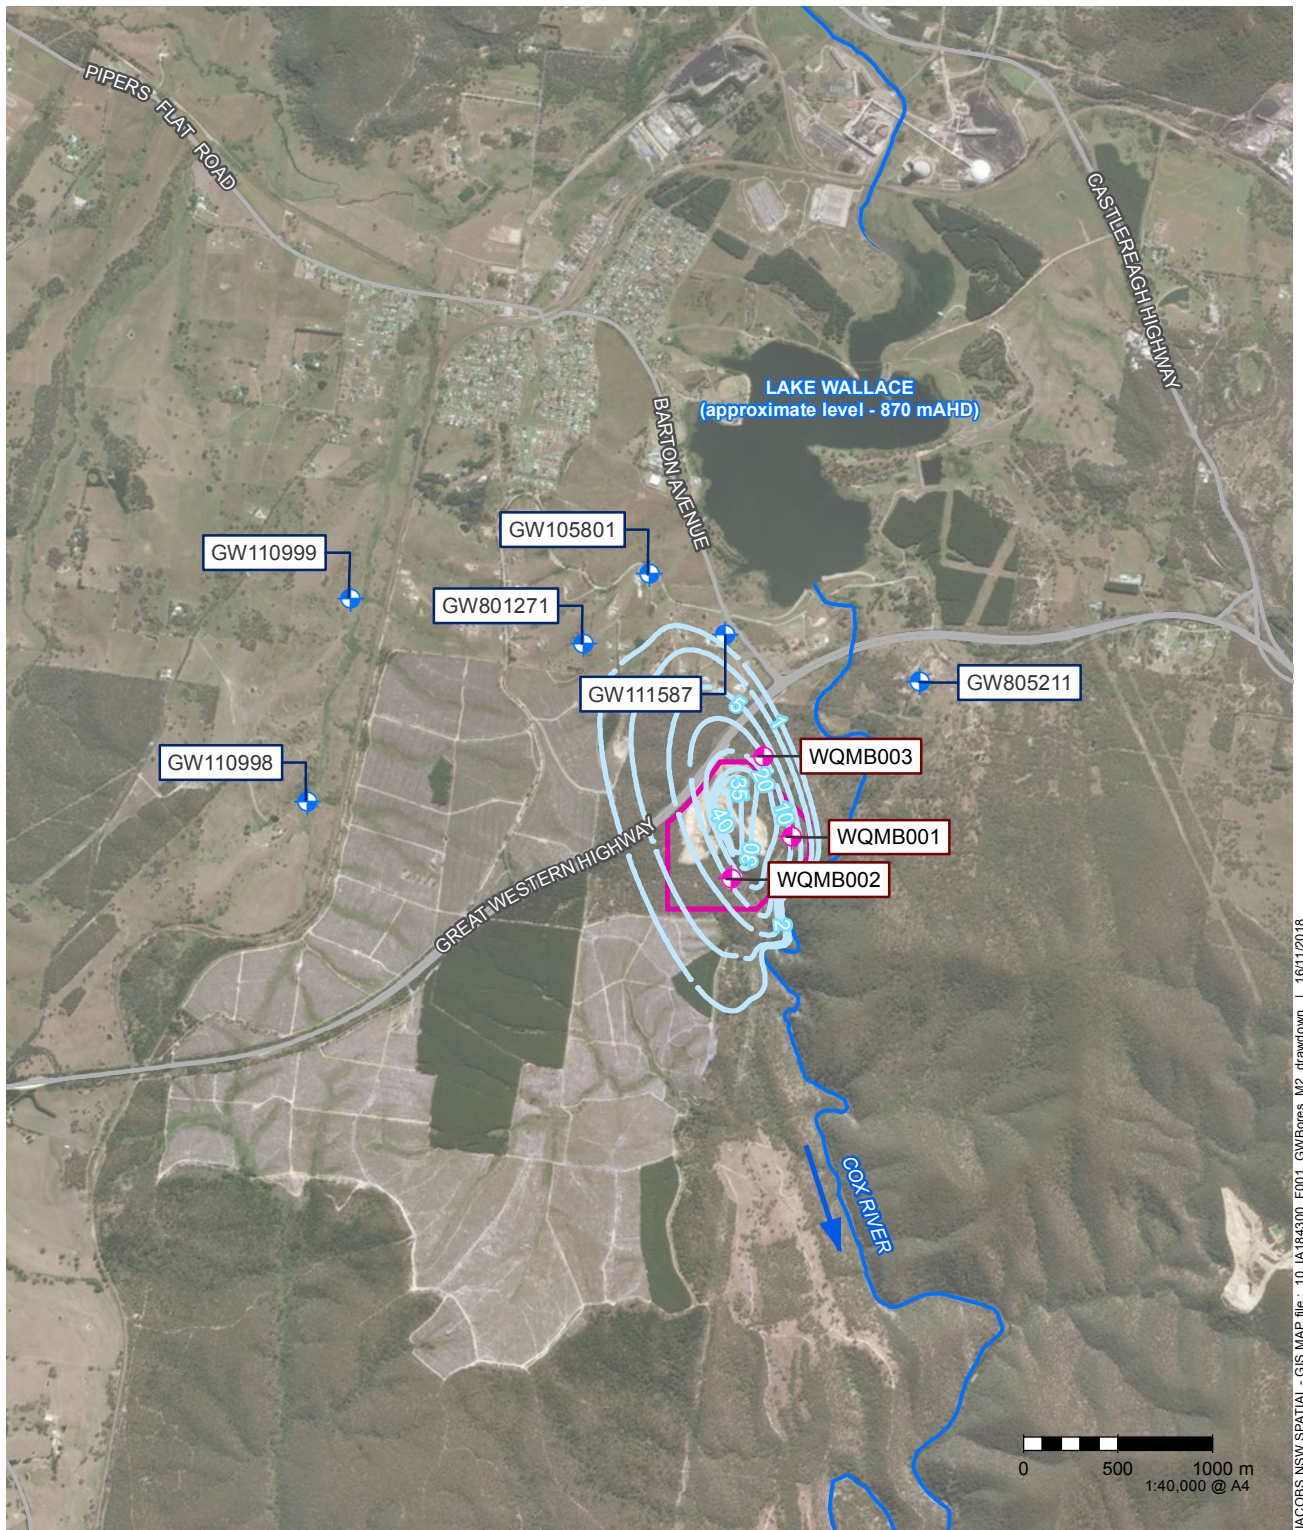 PIPERS FLAT ROAD
CASTLEREAGH HIGHWAY
LAKE WALLACE
(approximate level - 870 mAHD)
BARTON AVENUE
GW105801
GW110999
GW801271
GW111587
GW805211
GW110998
5
1
WQMB003
20
35
10
40
WQMB001
30
WQMB002
GREAT WESTERN HIGHWAY
2
COX RIVER
0 500 1000 m
1:40,000 @ A4
JACOBS NSW SPATIAL - GIS MAP file : 10_IA184300_F001_GWBores_M2_drawdown | 16/11/2018